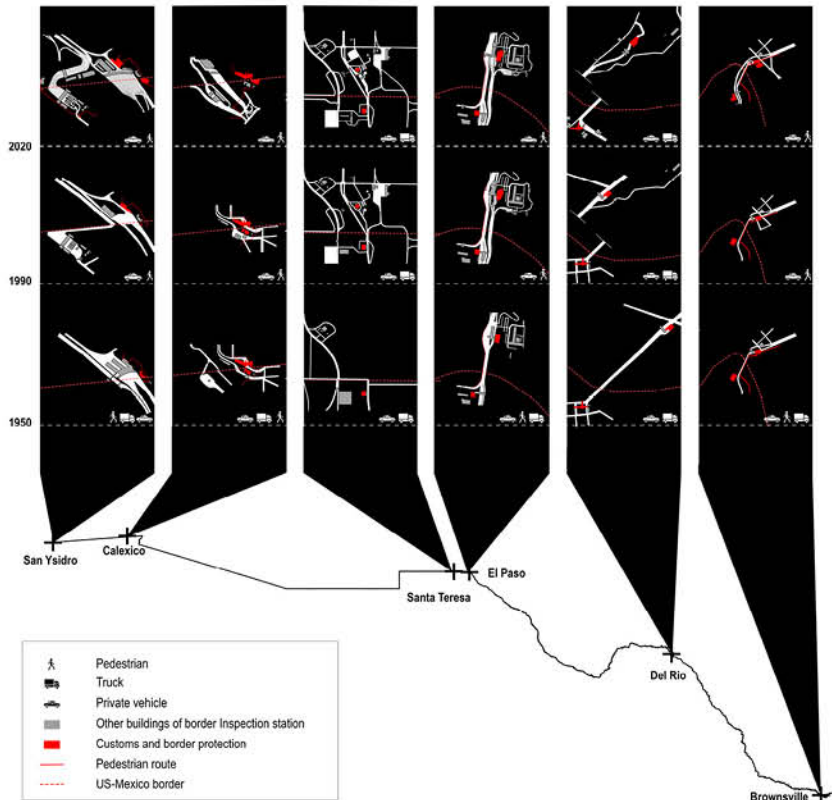 2020
1990
1950
San Ysidro
Calexico
Santa Teresa
El Paso
Del Rio
Brownsville
Pedestrian
Truck
Private vehicle
Other buildings of border Inspection station
Customs and border protection
Pedestrian route
US-Mexico border